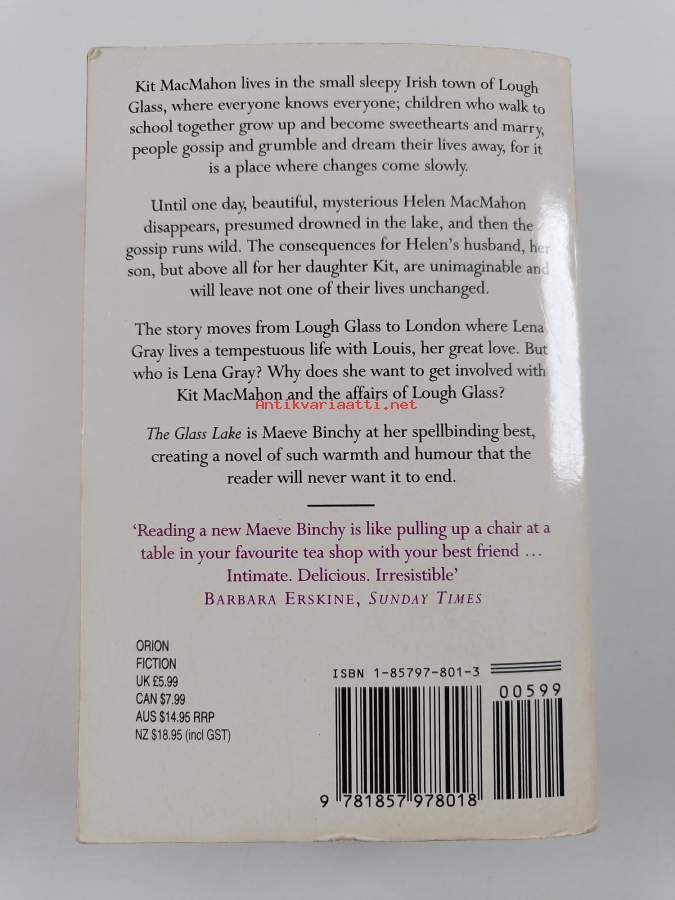 Kit MacMahon lives in the small sleepy Irish town of Lough
Glass, where everyone knows everyone; children who walk to
school together grow up and become sweethearts and marry,
people gossip and grumble and dream their lives away, for it
is a place where changes come slowly.
Until one day, beautiful, mysterious Helen MacMahon
disappears, presumed drowned in the lake, and then the
gossip runs wild. The consequences for Helen's husband, her
son, but above all for her daughter Kit, are unimaginable and
will leave not one of their lives unchanged.
The story moves from Lough Glass to London where Lena
Gray lives a tempestuous life with Louis, her great love. But
who is Lena Gray? Why does she want to get involved with
Kit MacMahon and the affairs of Lough Glass?
Antikvariaatti.net
The Glass Lake is Maeve Binchy at her spellbinding best,
creating a novel of such warmth and humour that the
reader will never want it to end.
'Reading a new Maeve Binchy is like pulling up a chair at a
table in your favourite tea shop with your best friend ...
Intimate. Delicious. Irresistible'
BARBARA ERSKINE, SUNDAY TIMES
ORION
FICTION
UK £5.99
CAN $7.99
AUS $14.95 RRP
NZ $18.95 (incl GST)
ISBN 1-85797-801-3
00599
9 781857 978018